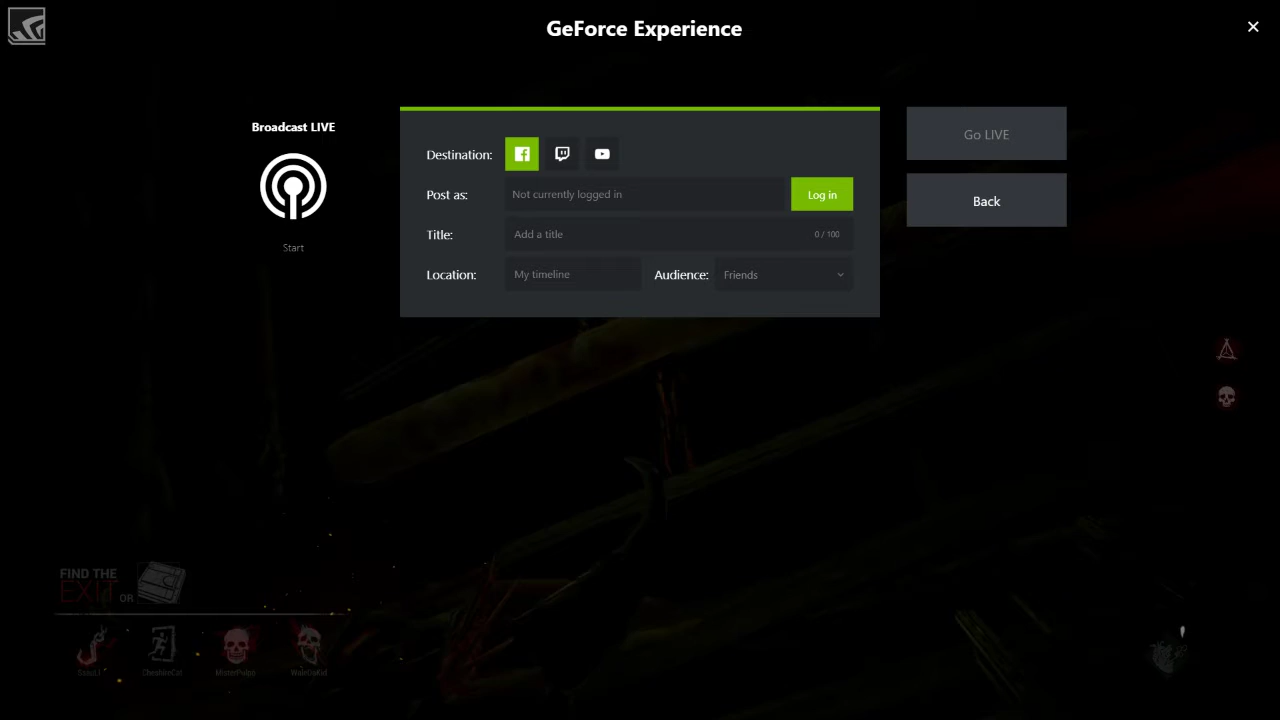 GeForce Experience
Broadcast LIVE
Start
Destination:
Post as:
Not currently logged in
Log in
Title:
Add a title
0 / 100
Location:
My timeline
Audience:
Friends
Go LIVE
Back
FIND THE
EXIT OR
CheshireCat
MisterPulpo